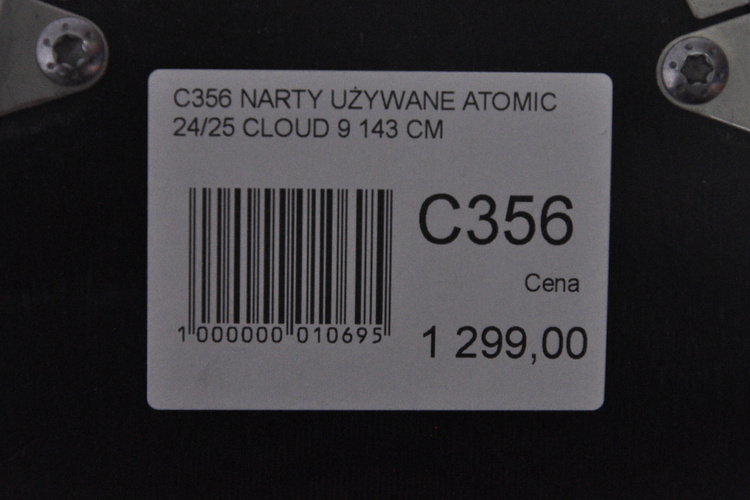 C356 NARTY UŻYWANE ATOMIC
24/25 CLOUD 9 143 CM
C356
Cena
1 299,00
1 000000 010695